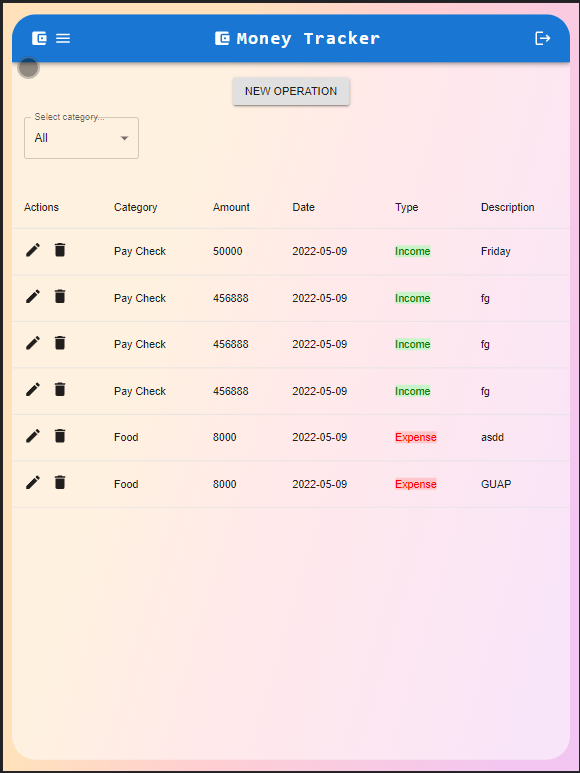 Money Tracker
NEW OPERATION
Select category...
All
Actions Category Amount Date Type Description
Pay Check 50000 2022-05-09 Income Friday
Pay Check 456888 2022-05-09 Income fg
Pay Check 456888 2022-05-09 Income fg
Pay Check 456888 2022-05-09 Income fg
Food 8000 2022-05-09 Expense asdd
Food 8000 2022-05-09 Expense GUAP